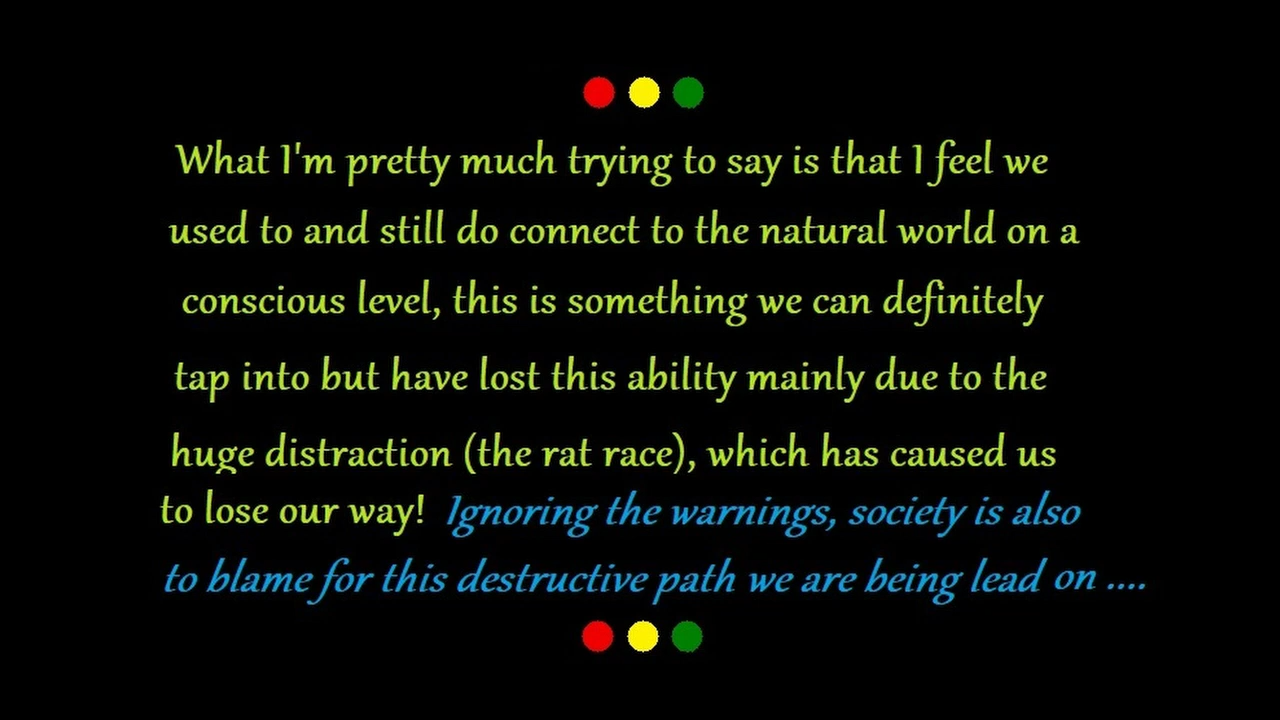 What I'm pretty much trying to say is that I feel we
used to and still do connect to the natural world on a
conscious level, this is something we can definitely
tap into but have lost this ability mainly due to the
huge distraction (the rat race), which has caused us
to lose our way! Ignoring the warnings, society is also
to blame for this destructive path we are being lead on ....